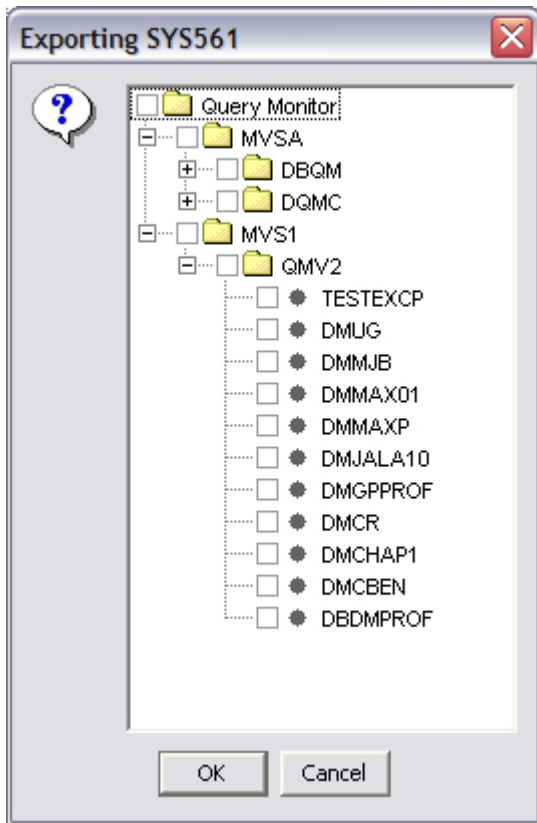 Exporting SYS561
?
Query Monitor
MVSA
DBQM
DQMC
MVS1
QMV2
TESTEXCP
DMUG
DMMJB
DMMAX01
DMMAXP
DMJALA10
DMGPPROF
DMCR
DMCHAP1
DMCBEN
DBDMPROF
OK Cancel